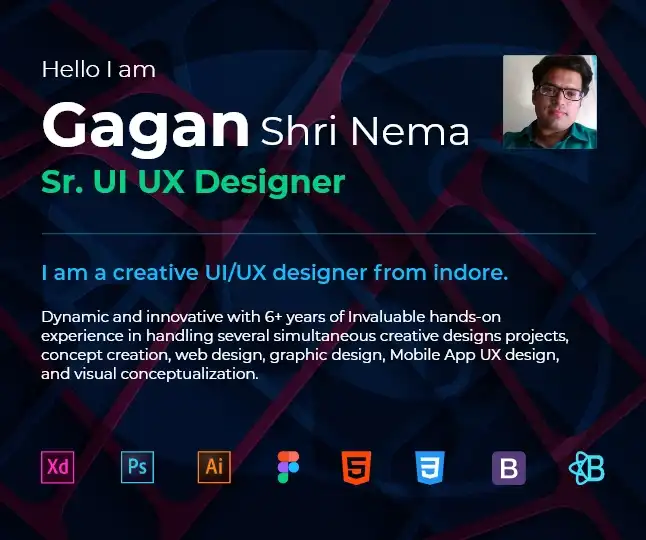 Hello I am
Gagan Shri Nema
Sr. UI UX Designer
I am a creative UI/UX designer from indore.
Dynamic and innovative with 6+ years of Invaluable hands-on
experience in handling several simultaneous creative designs projects,
concept creation, web design, graphic design, Mobile App UX design,
and visual conceptualization.
Xd Ps Ai 5 3 B B